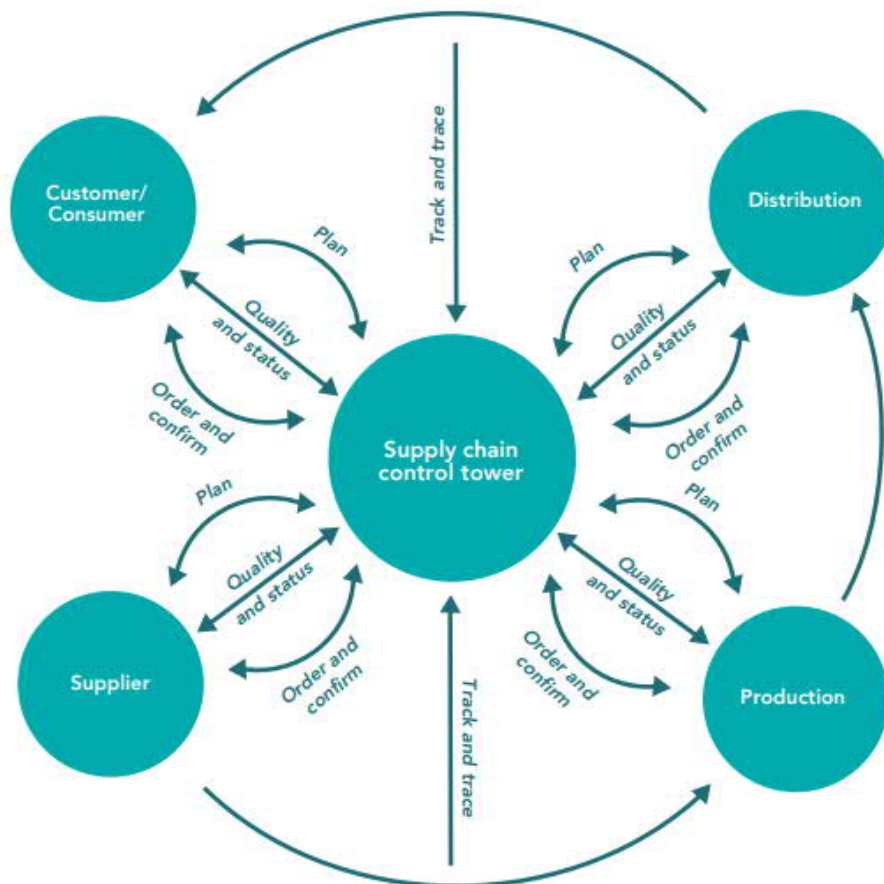 Track and trace
Customer/
Consumer
Distribution
Plan
Quality
and status
Order and
confirm
Plan
Quality
and status
Order and
confirm
Supply chain
control tower
Plan
Quality
and status
Order and
confirm
Plan
Quality
and status
Order and
confirm
Supplier
Production
Track and trace